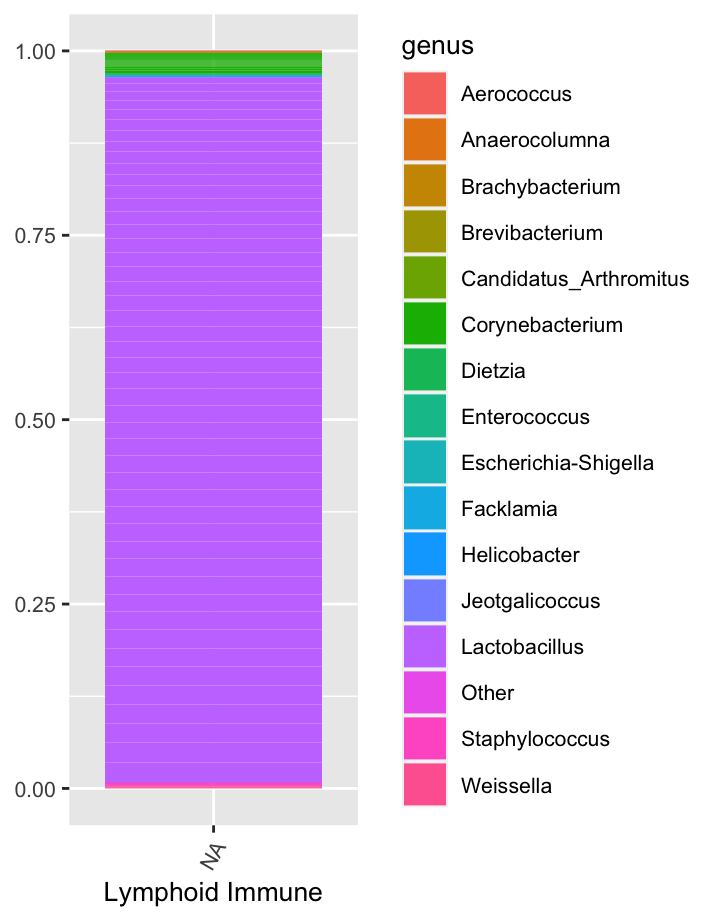 1.00
0.75
0.50
0.25
0.00
NA
Lymphoid Immune
genus
Aerococcus
Anaerocolumna
Brachybacterium
Brevibacterium
Candidatus_Arthromitus
Corynebacterium
Dietzia
Enterococcus
Escherichia-Shigella
Facklamia
Helicobacter
Jeotgalicoccus
Lactobacillus
Other
Staphylococcus
Weissella